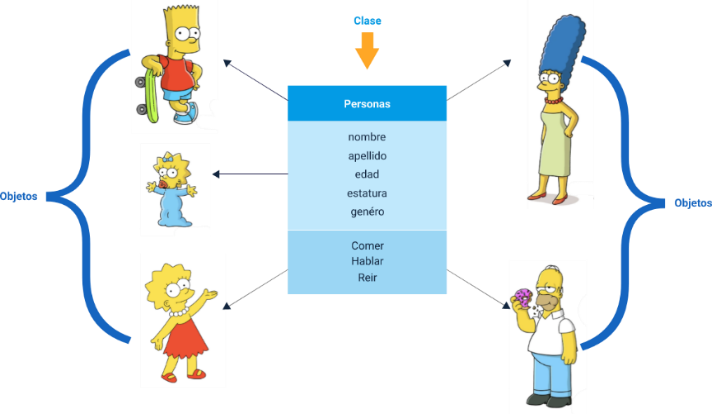 Clase
Personas
nombre
apellido
edad
estatura
genéro
Comer
Hablar
Reir
Objetos
Objetos